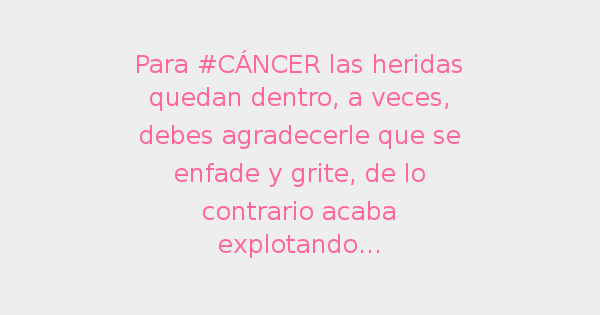 Para #CÁNCER las heridas
quedan dentro, a veces,
debes agradecerle que se
enfade y grite, de lo
contrario acaba
explotando...